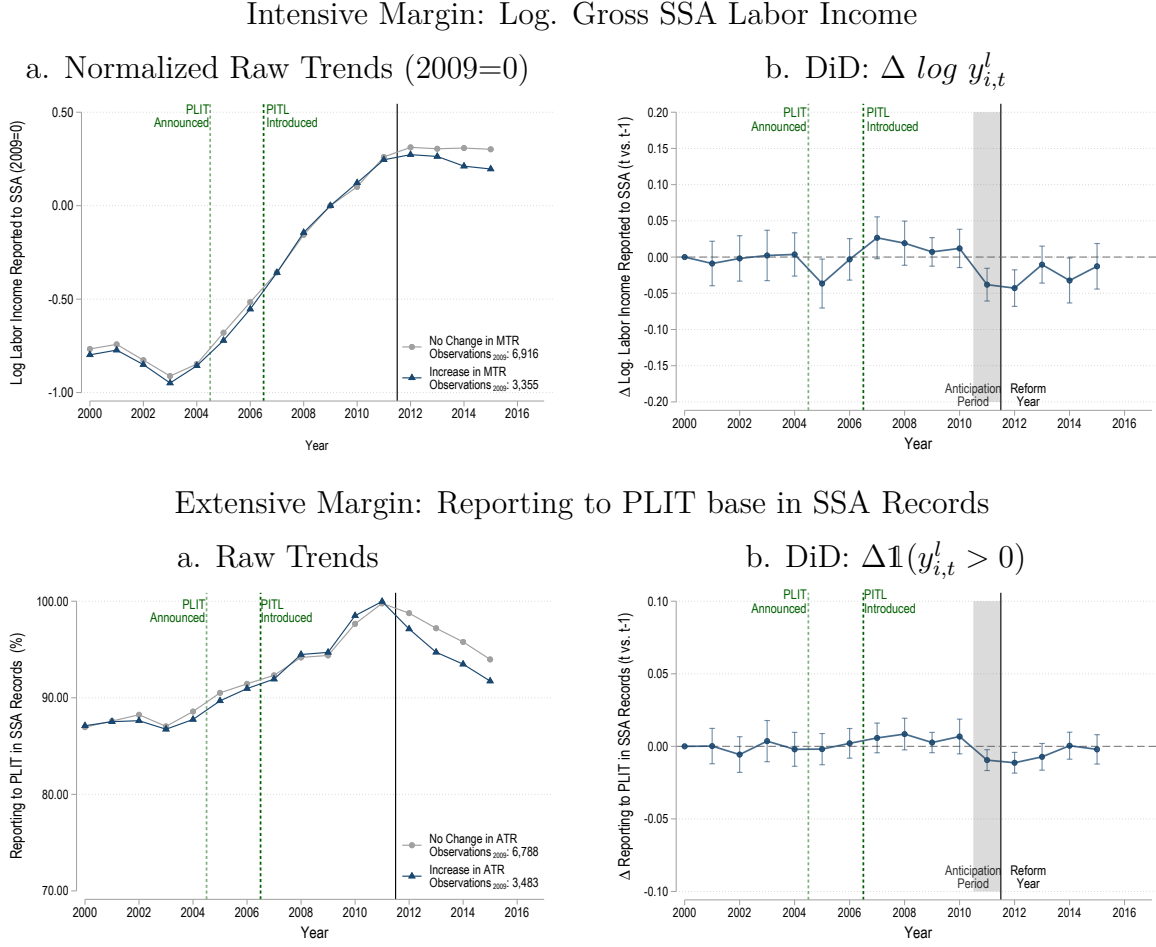 Intensive Margin: Log. Gross SSA Labor Income
a. Normalized Raw Trends (2009=0)
Log Labor Income Reported to SSA (2009=0)
0.50
0.00
-0.50
-1.00
PLIT
Announced
PITL
Introduced
No Change in MTR
Observations 2009: 6,916
Increase in MTR
Observations 2009: 3,355
2000 2002 2004 2006 2008 2010 2012 2014 2016
Year
b. DiD: Δ log y^l_{i,t}
Δ Log. Labor Income Reported to SSA (t vs. t-1)
0.20
0.15
0.10
0.05
0.00
-0.05
-0.10
-0.15
-0.20
PLIT
Announced
PITL
Introduced
Anticipation
Period
Reform
Year
2000 2002 2004 2006 2008 2010 2012 2014 2016
Year
Extensive Margin: Reporting to PLIT base in SSA Records
a. Raw Trends
Reporting to PLIT in SSA Records (%)
100.00
90.00
80.00
70.00
PLIT
Announced
PITL
Introduced
No Change in ATR
Observations 2009: 6,788
Increase in ATR
Observations 2009: 3,483
2000 2002 2004 2006 2008 2010 2012 2014 2016
Year
b. DiD: Δ𝟙(y^l_{i,t} > 0)
Δ Reporting to PLIT in SSA Records (t vs. t-1)
0.10
0.05
0.00
-0.05
-0.10
PLIT
Announced
PITL
Introduced
Anticipation
Period
Reform
Year
2000 2002 2004 2006 2008 2010 2012 2014 2016
Year